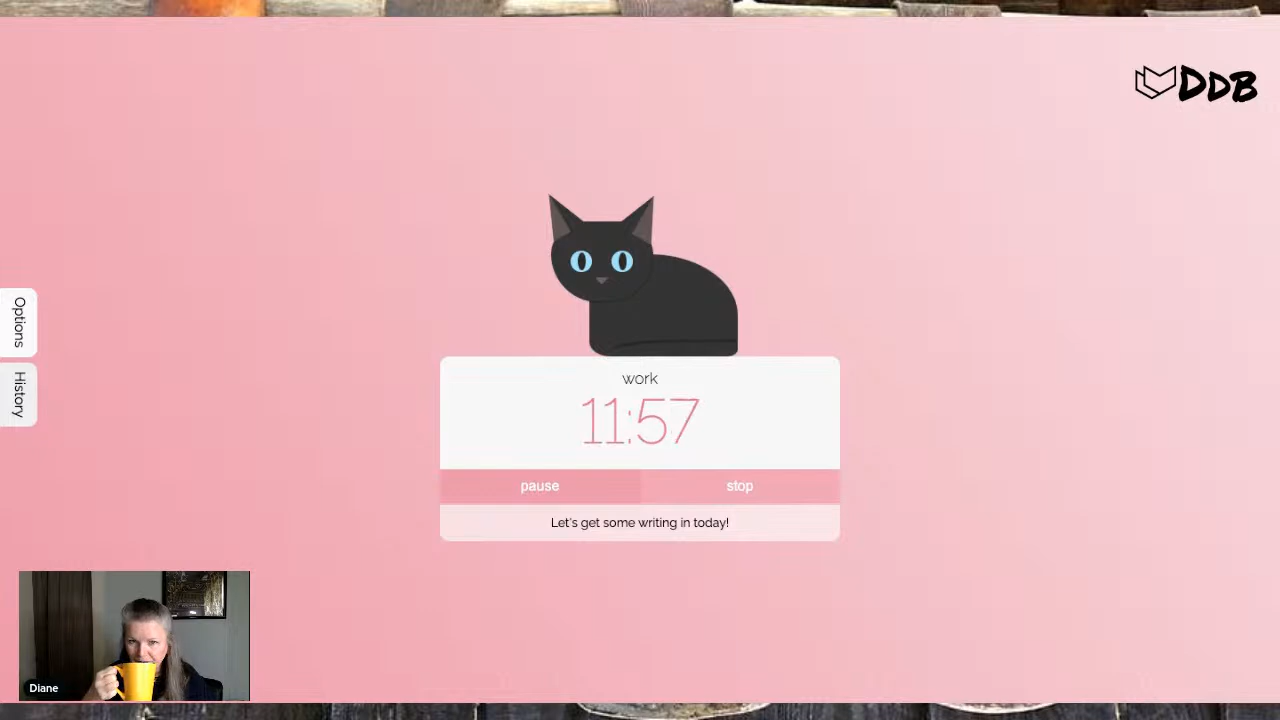 DDB
Options
History
work
11:57
pause
stop
Let's get some writing in today!
Diane